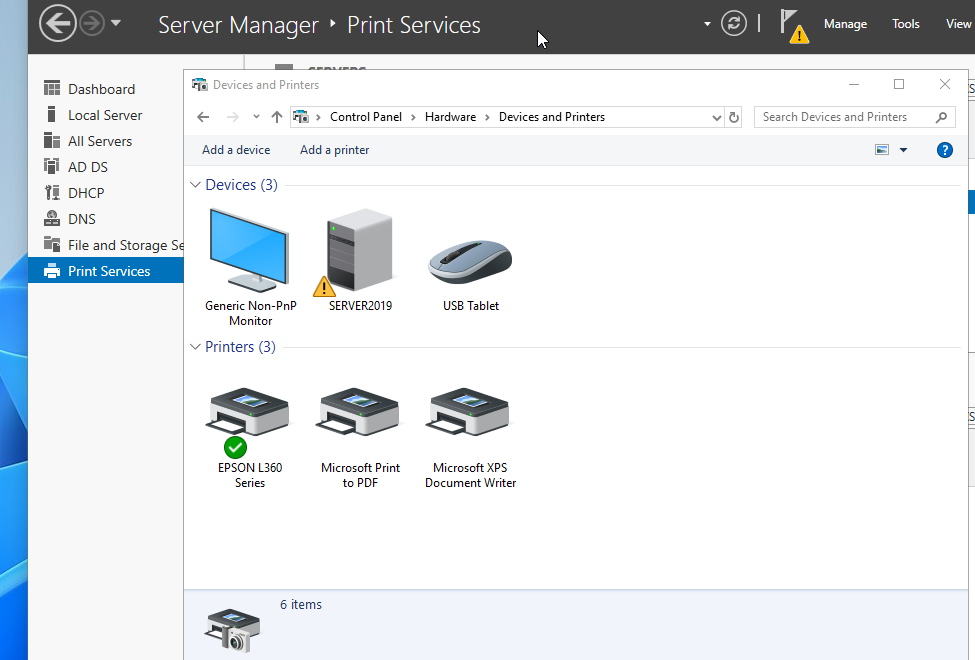 Server Manager ‣ Print Services
Manage
Tools
View
Dashboard
Local Server
All Servers
AD DS
DHCP
DNS
File and Storage Se
Print Services
SERVERS
Devices and Printers
Control Panel > Hardware > Devices and Printers
Search Devices and Printers
Add a device
Add a printer
Devices (3)
Generic Non-PnP
Monitor
SERVER2019
USB Tablet
Printers (3)
EPSON L360
Series
Microsoft Print
to PDF
Microsoft XPS
Document Writer
6 items